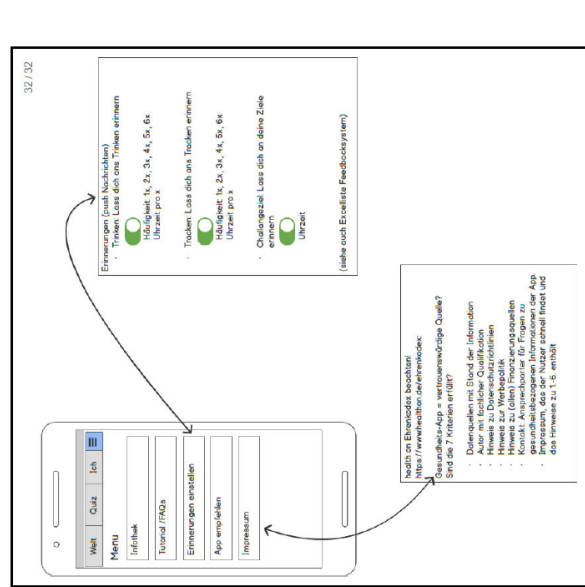 32/32
Welt Quiz Ich
Menu
Infothek
Tutorial /FAQs
Erinnerungen einstellen
App empfehlen
Impressum
Erinnerungen (push Nachrichten)
- Trinken: Lass dich ans Trinken erinnern
Häufigkeit: 1x, 2x, 3x, 4x, 5x, 6x
Uhrzeit pro x
- Tracken: Lass dich ans Tracken erinnern
Häufigkeit: 1x, 2x, 3x, 4x, 5x, 6x
Uhrzeit pro x
- Challangeziel: Lass dich an deine Ziele
erinnern
Uhrzeit
(siehe auch Excelliste Feedbacksystem)
health on Ehrenkodex beachten!
https://www.healthon.de/ehrenkodex:
Gesundheits-App = vertrauenswürdige Quelle?
Sind die 7 Kriterien erfüllt?
- Datenquellen mit Stand der Information
- Autor mit fachlicher Qualifikation
- Hinweis zu Datenschutzrichtlinien
- Hinweis zur Werbepolitik
- Hinweis zu (allen) Finanzierungsquellen
- Kontakt: Ansprechporter für Fragen zu
gesundheitsbezogenen Informationen der App
- Impressum, das der Nutzer schnell findet und
das Hinweise zu 1-6. enthält